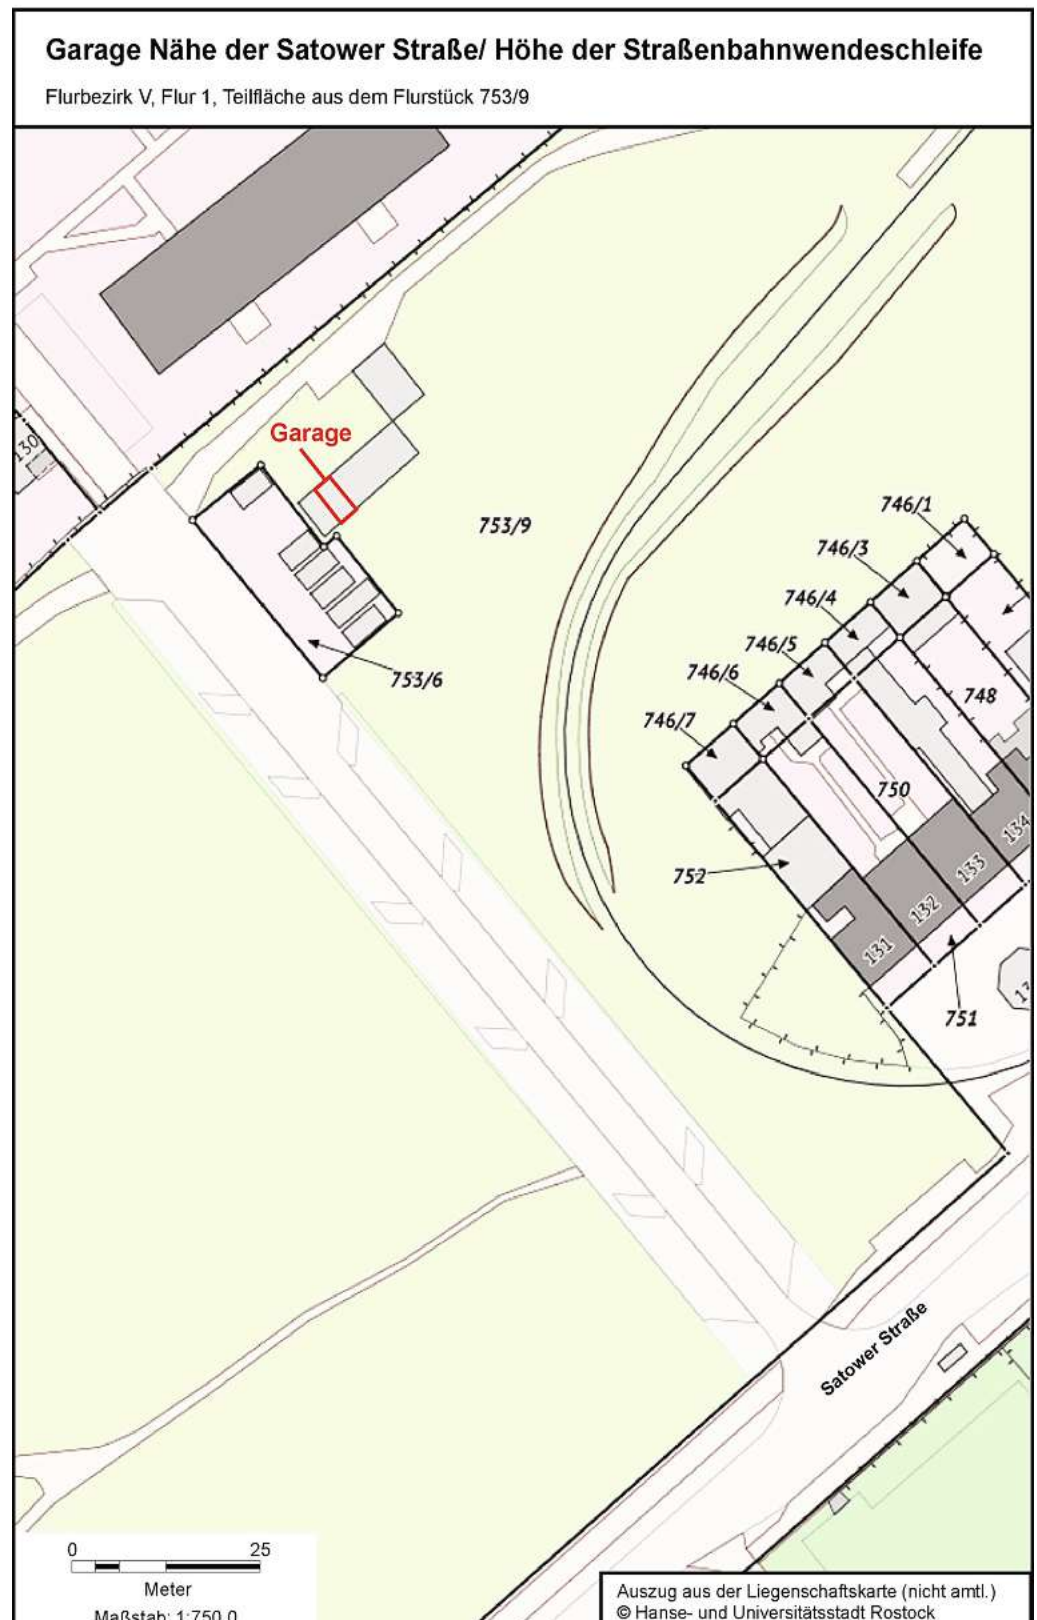 Garage Nähe der Satower Straße/ Höhe der Straßenbahnwendeschleife
Flurbezirk V, Flur 1, Teilfläche aus dem Flurstück 753/9
130
Garage
753/9
746/1
746/3
746/4
746/5
746/6
746/7
753/6
748
750
752
134
133
132
131
751
Satower Straße
0 25
Meter
Maßstab: 1:750,0
Auszug aus der Liegenschaftskarte (nicht amtl.)
© Hanse- und Universitätsstadt Rostock